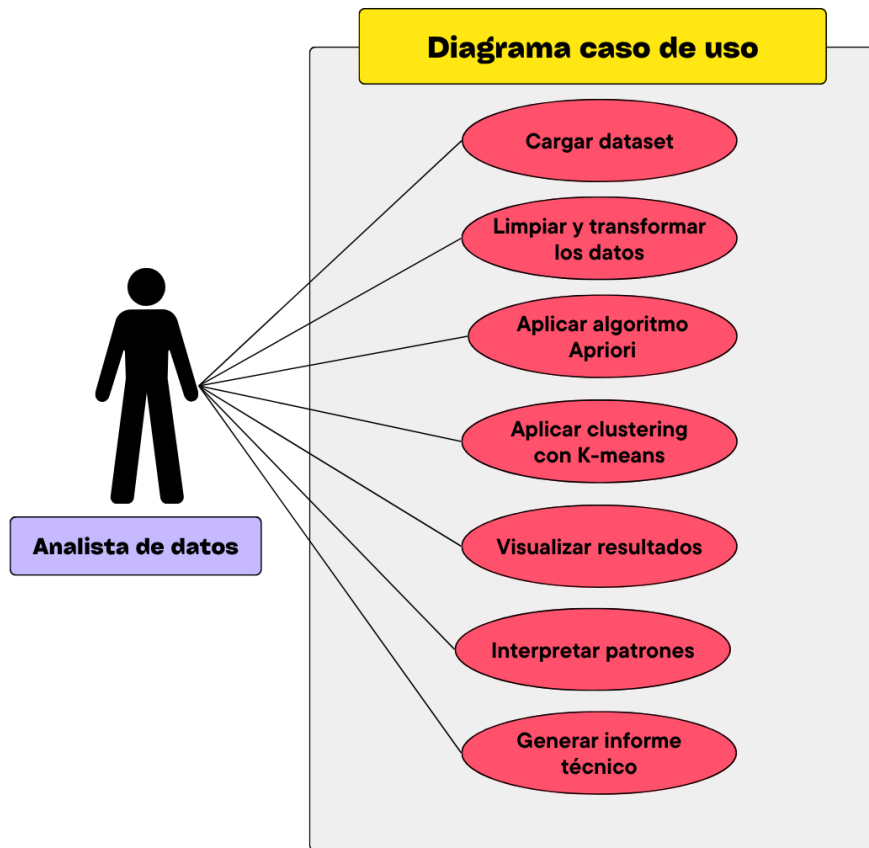 Diagrama caso de uso
Cargar dataset
Limpiar y transformar
los datos
Aplicar algoritmo
Apriori
Aplicar clustering
con K-means
Analista de datos
Visualizar resultados
Interpretar patrones
Generar informe
técnico